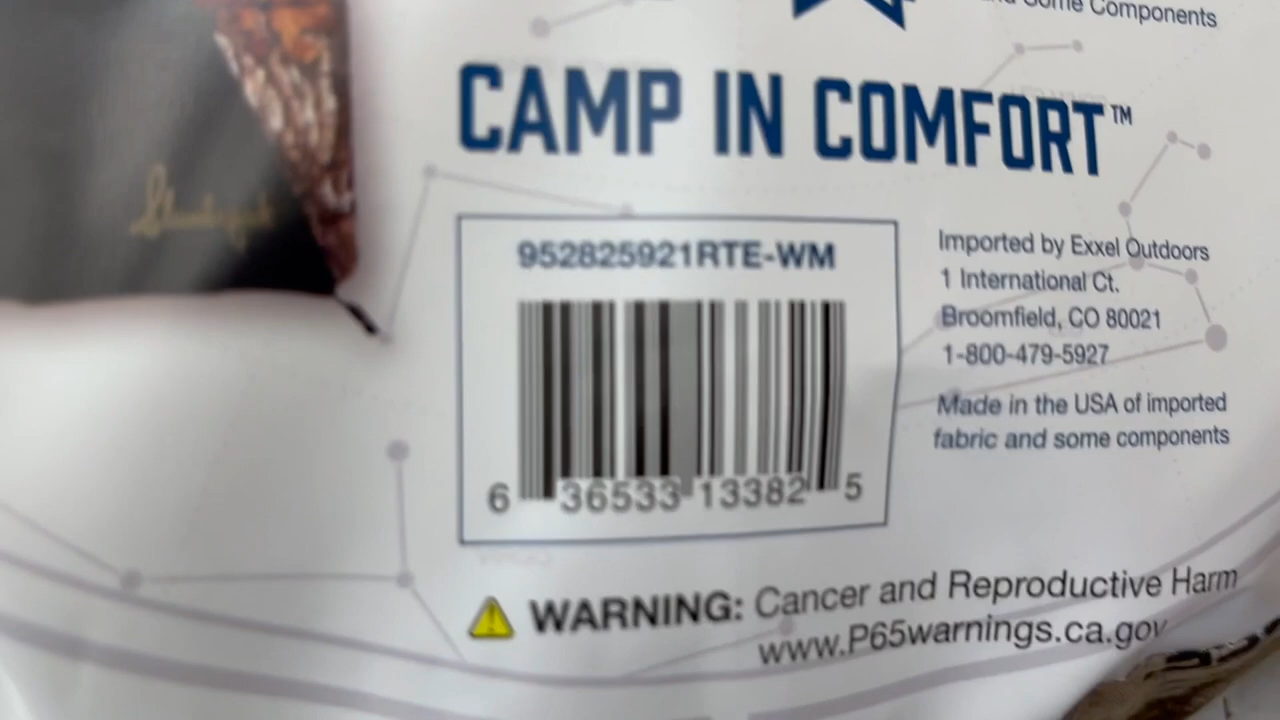 Some Components
CAMP IN COMFORT™
952825921RTE-WM
6 36533 13382 5
Imported by Exxel Outdoors
1 International Ct.
Broomfield, CO 80021
1-800-479-5927
Made in the USA of imported
fabric and some components
WARNING: Cancer and Reproductive Harm
www.P65warnings.ca.gov